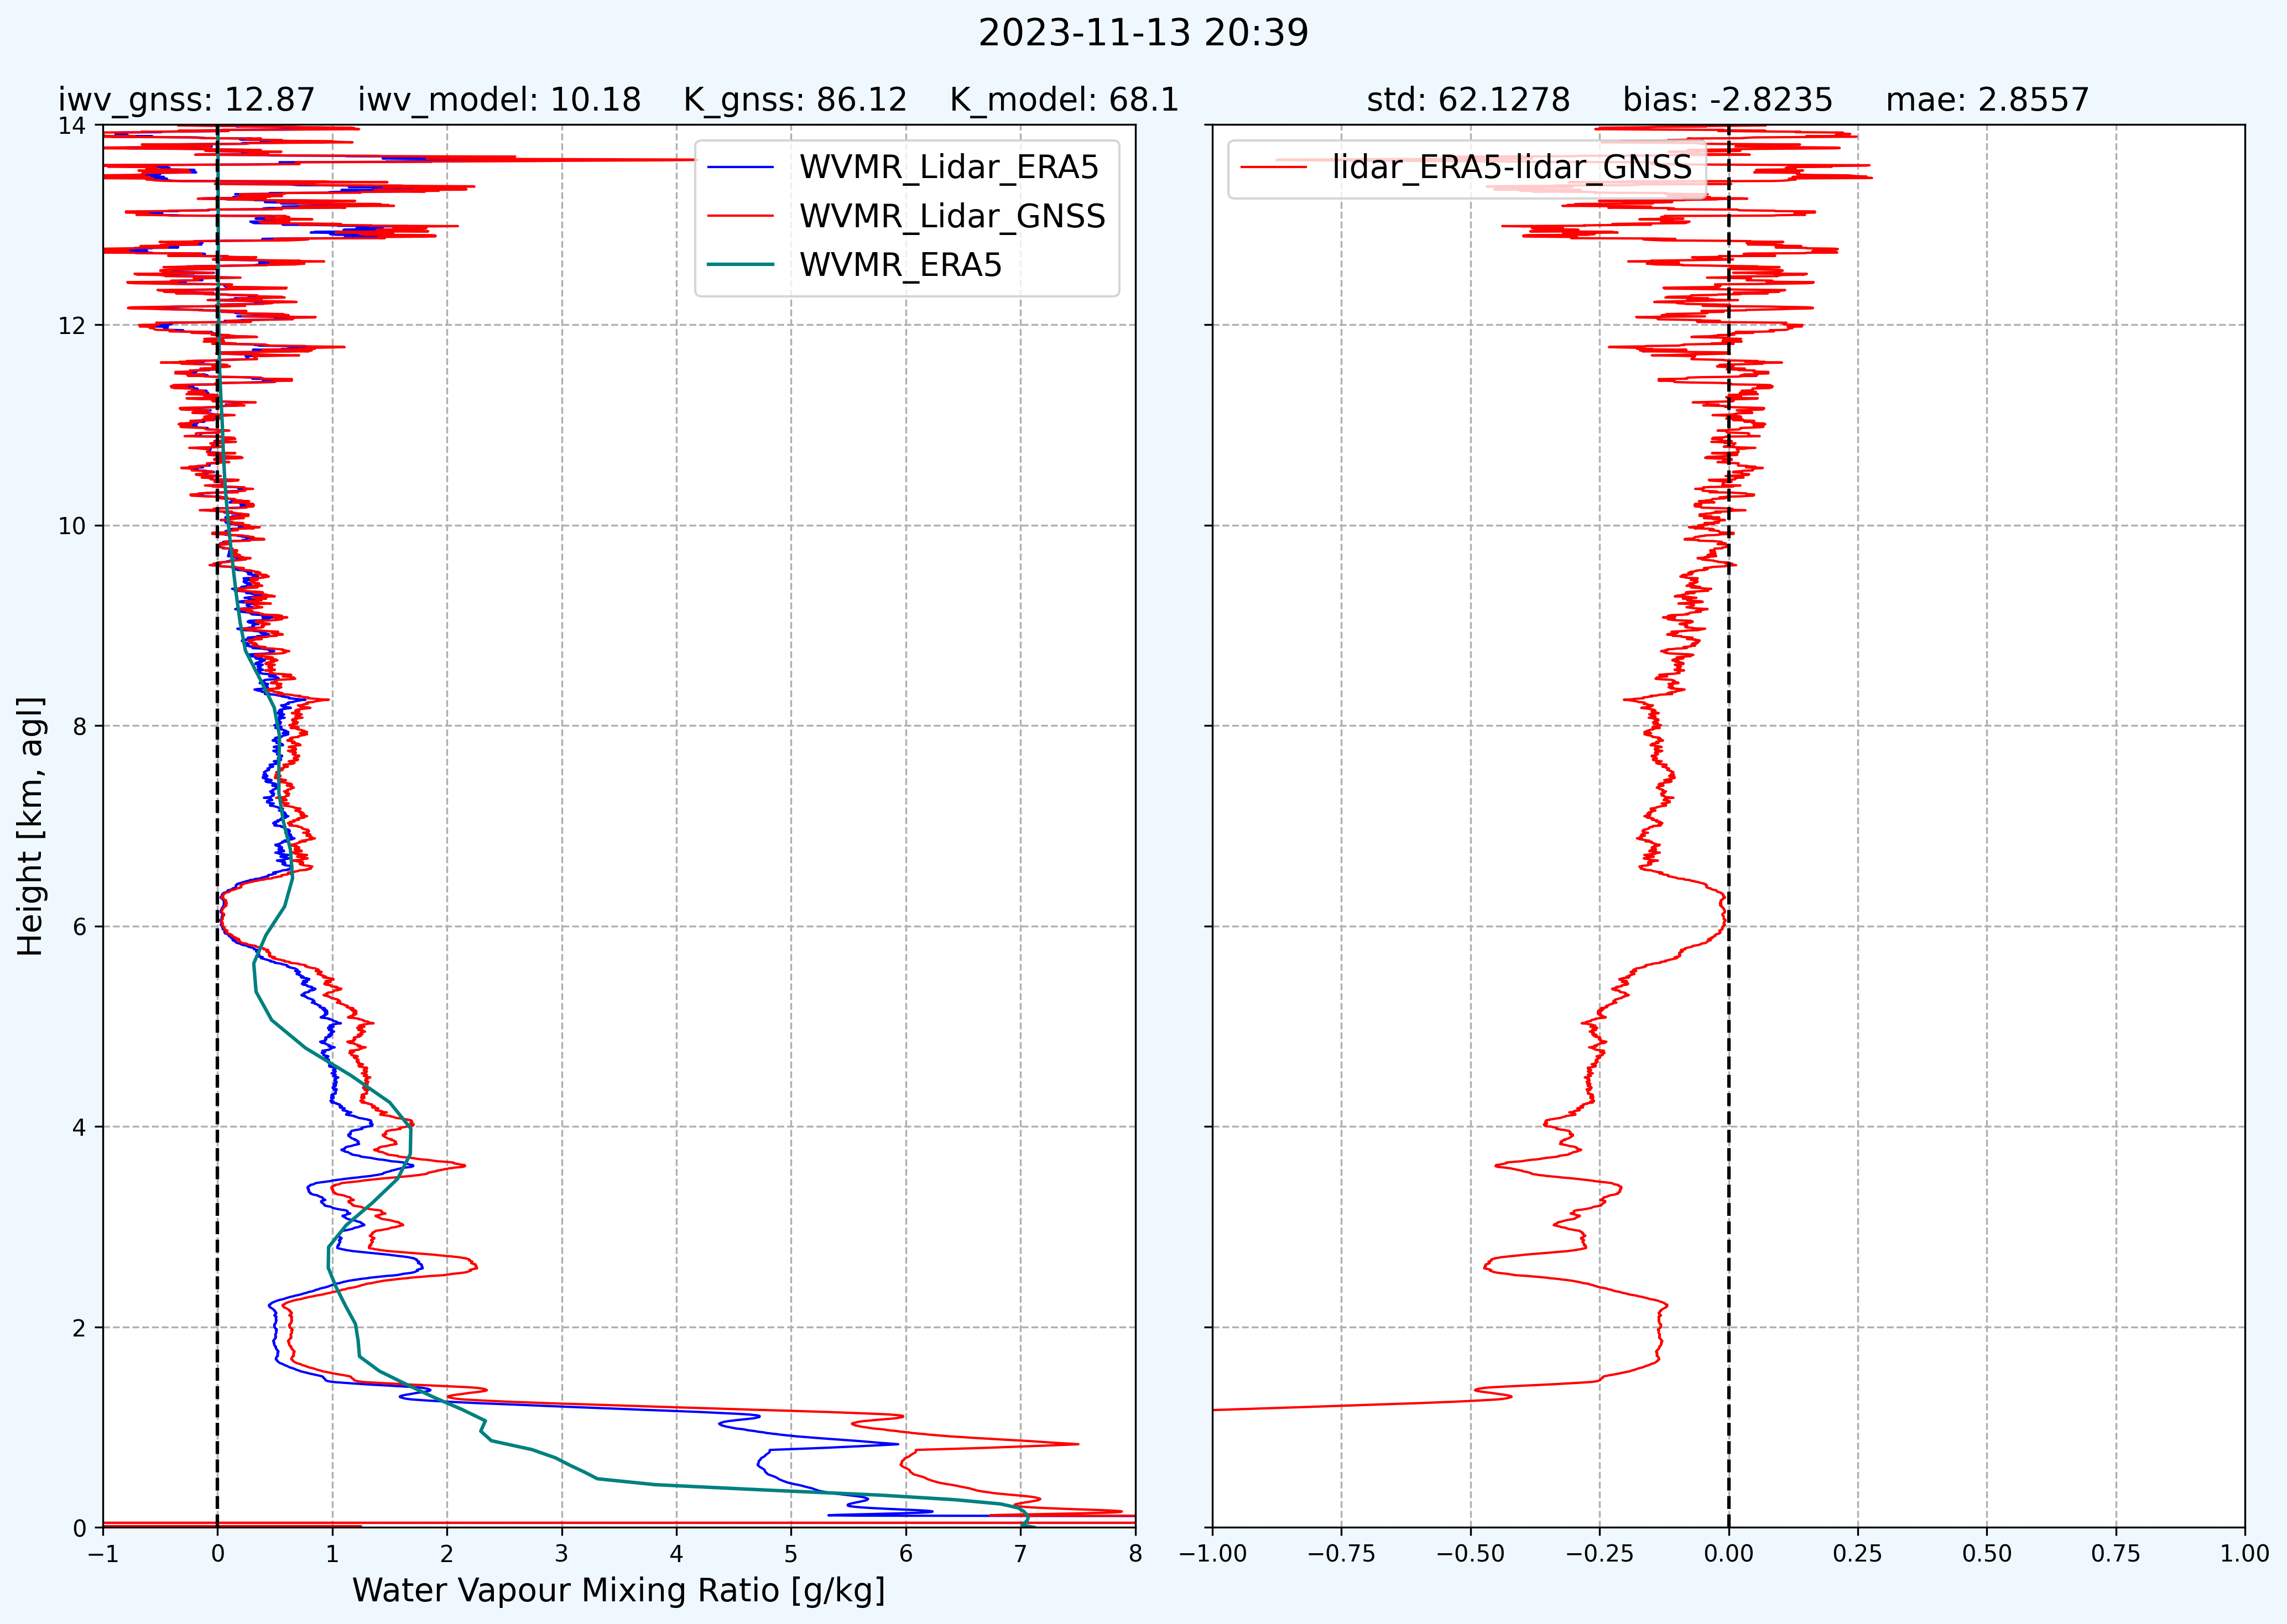 2023-11-13 20:39
iwv_gnss: 12.87 iwv_model: 10.18 K_gnss: 86.12 K_model: 68.1
std: 62.1278 bias: -2.8235 mae: 2.8557
WVMR_Lidar_ERA5
WVMR_Lidar_GNSS
WVMR_ERA5
lidar_ERA5-lidar_GNSS
14
12
10
8
6
4
2
0
Height [km, agl]
−1 0 1 2 3 4 5 6 7 8
Water Vapour Mixing Ratio [g/kg]
−1.00 −0.75 −0.50 −0.25 0.00 0.25 0.50 0.75 1.00